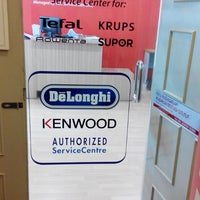 Service Center for:
Tefal KRUPS
Rowenta SUPOR
DeLonghi
KENWOOD
AUTHORIZED
ServiceCentre